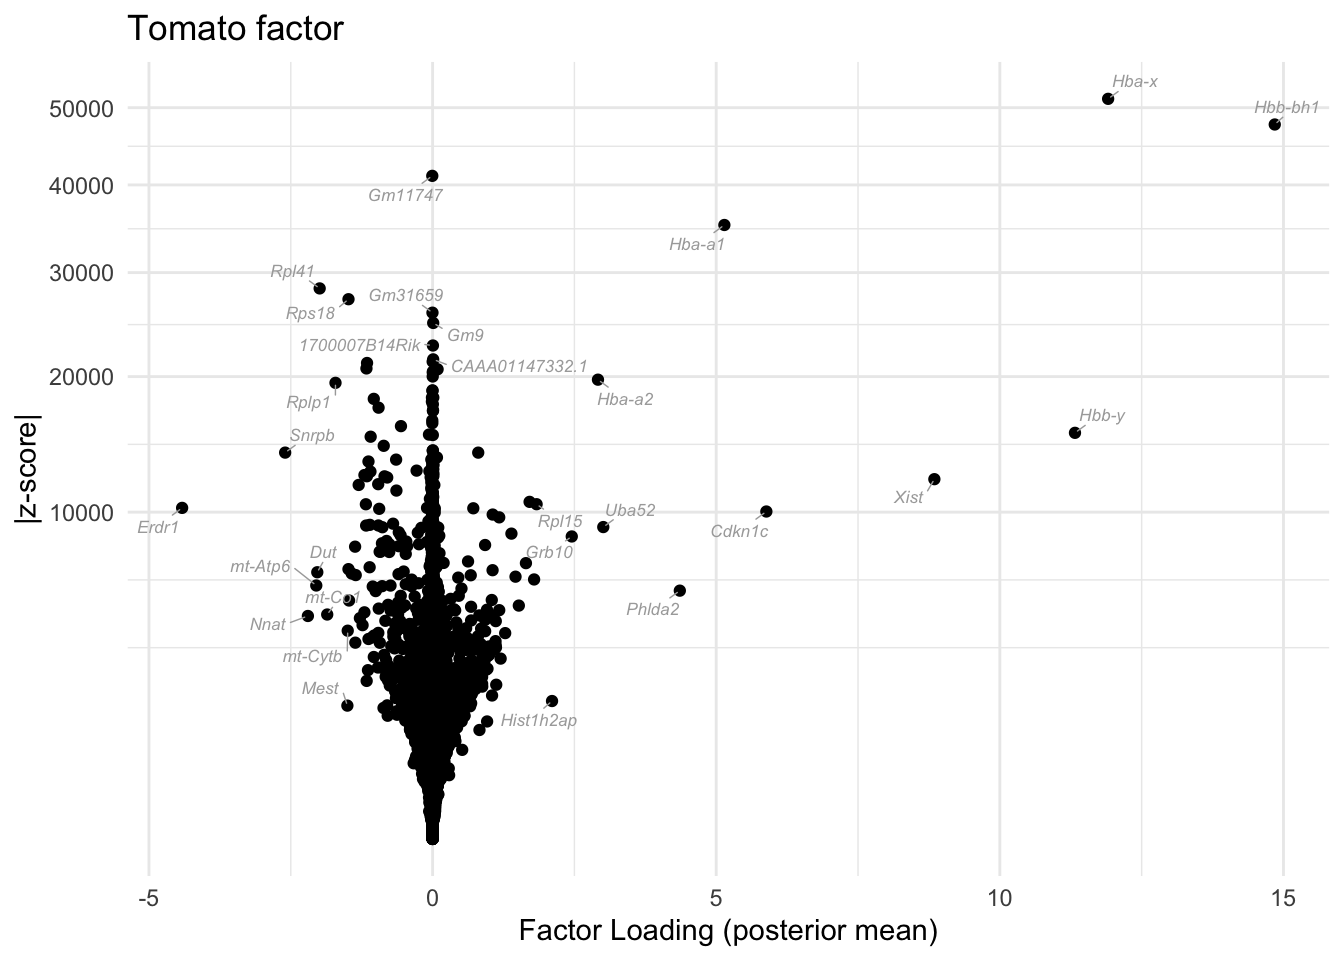 Tomato factor
50000
40000
30000
20000
10000
|z-score|
Hba-x
Hbb-bh1
Gm11747
Hba-a1
Rpl41
Gm31659
Rps18
Gm9
1700007B14Rik
CAAA01147332.1
Rplp1
Hba-a2
Snrpb
Hbb-y
Xist
Erdr1
Rpl15
Uba52
Cdkn1c
Dut
Grb10
mt-Atp6
mt-Co1
Phlda2
Nnat
mt-Cytb
Mest
Hist1h2ap
-5
0
5
10
15
Factor Loading (posterior mean)